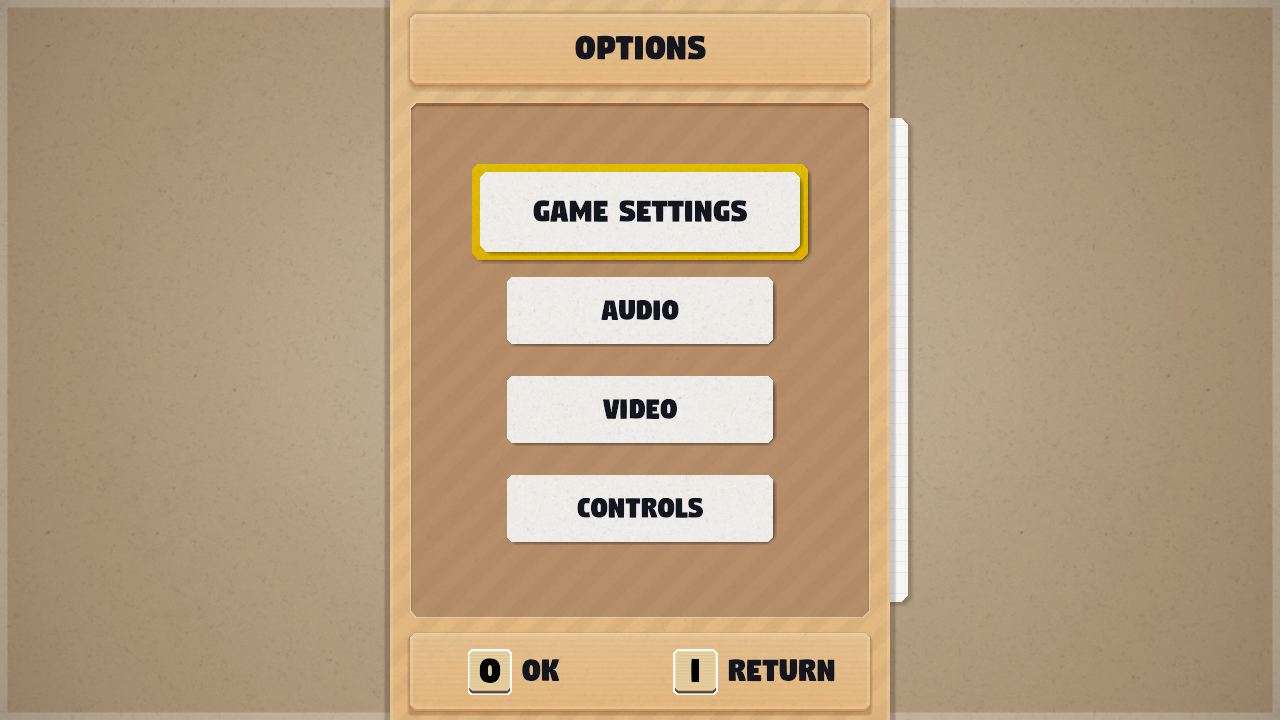 OPTIONS
GAME SETTINGS
AUDIO
VIDEO
CONTROLS
O OK I RETURN